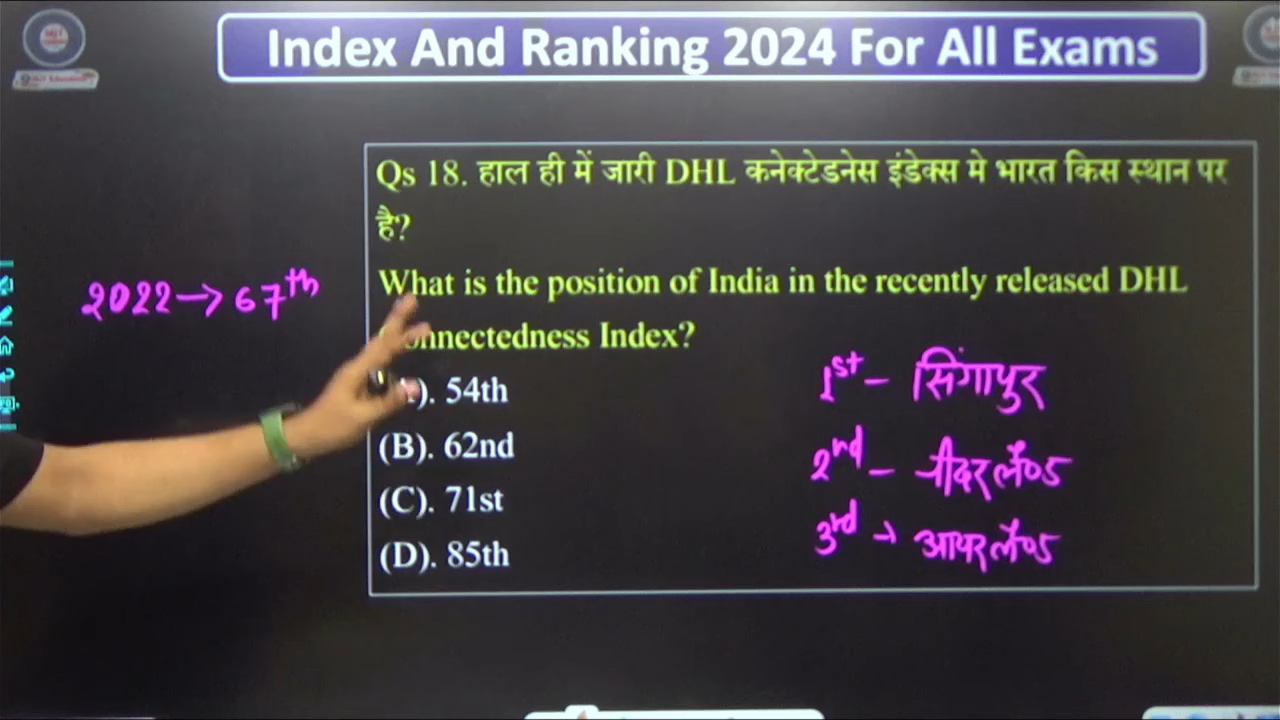 Index And Ranking 2024 For All Exams
Qs 18. हाल ही में जारी DHL कनेक्टेडनेस इंडेक्स मे भारत किस स्थान पर
है?
What is the position of India in the recently released DHL
Index?
54th
(B). 62nd
(C). 71st
(D). 85th
2022 → 67th
1st – सिंगापुर
2nd – नीदरलैण्ड
3rd → आयरलैण्ड